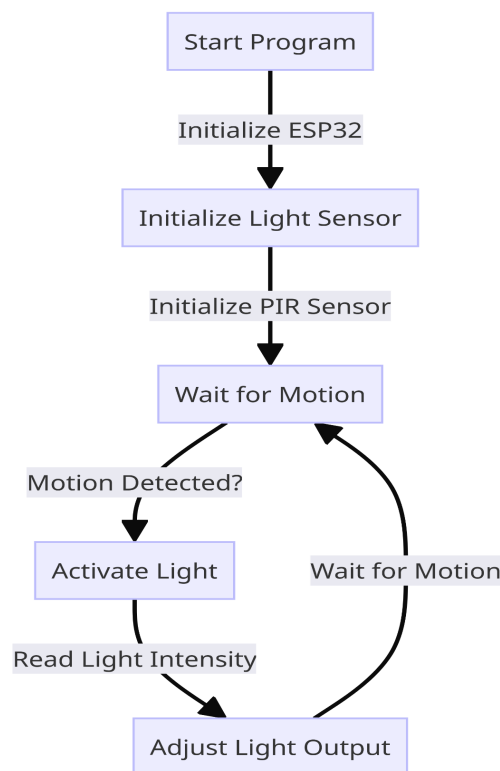 Start Program
Initialize ESP32
Initialize Light Sensor
Initialize PIR Sensor
Wait for Motion
Motion Detected?
Activate Light
Wait for Motion
Read Light Intensity
Adjust Light Output